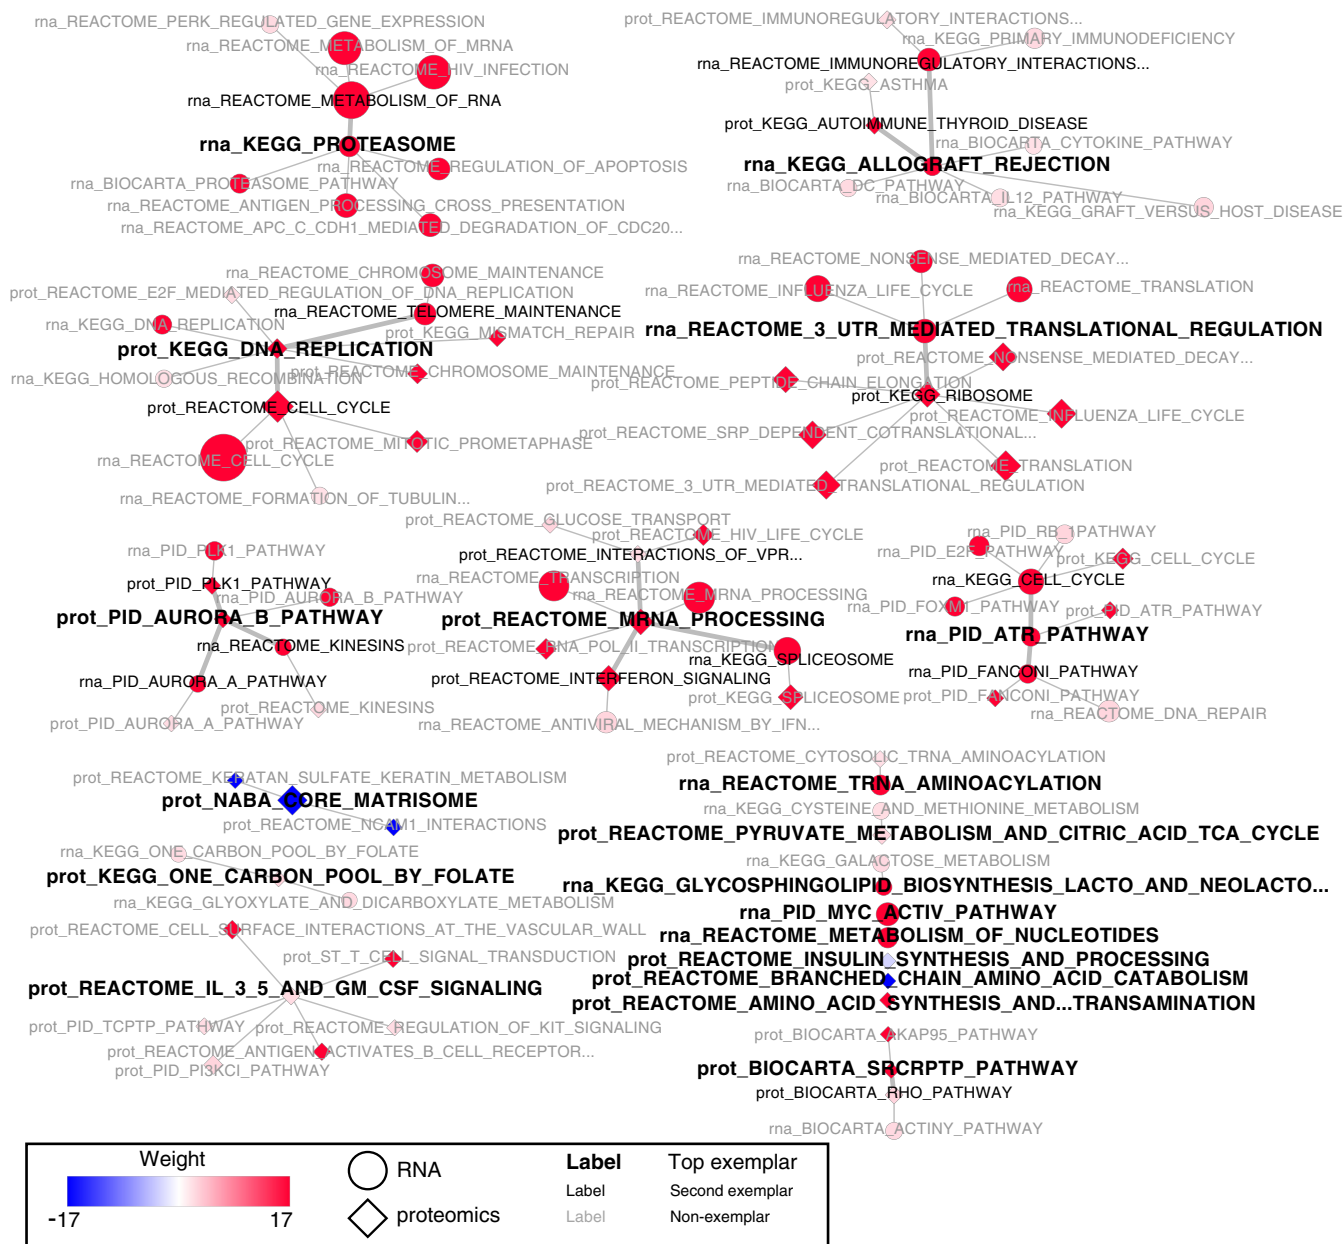 rna_REACTOME_PERK_REGULATED_GENE_EXPRESSION
rna_REACTOME_METABOLISM_OF_MRNA
rna_REACTOME_HIV_INFECTION
rna_REACTOME_METABOLISM_OF_RNA
rna_KEGG_PROTEASOME
rna_REACTOME_REGULATION_OF_APOPTOSIS
rna_BIOCARTA_PROTEASOME_PATHWAY
rna_REACTOME_ANTIGEN_PROCESSING_CROSS_PRESENTATION
rna_REACTOME_APC_C_CDH1_MEDIATED_DEGRADATION_OF_CDC20...
prot_REACTOME_IMMUNOREGULATORY_INTERACTIONS...
rna_KEGG_PRIMARY_IMMUNODEFICIENCY
rna_REACTOME_IMMUNOREGULATORY_INTERACTIONS...
prot_KEGG_ASTHMA
prot_KEGG_AUTOIMMUNE_THYROID_DISEASE
rna_BIOCARTA_CYTOKINE_PATHWAY
rna_KEGG_ALLOGRAFT_REJECTION
rna_BIOCARTA_DC_PATHWAY
rna_BIOCARTA_IL12_PATHWAY
rna_KEGG_GRAFT_VERSUS_HOST_DISEASE
rna_REACTOME_CHROMOSOME_MAINTENANCE
prot_REACTOME_E2F_MEDIATED_REGULATION_OF_DNA_REPLICATION
rna_REACTOME_TELOMERE_MAINTENANCE
rna_KEGG_DNA_REPLICATION
prot_KEGG_MISMATCH_REPAIR
prot_KEGG_DNA_REPLICATION
prot_REACTOME_CHROMOSOME_MAINTENANCE
rna_KEGG_HOMOLOGOUS_RECOMBINATION
prot_REACTOME_CELL_CYCLE
prot_REACTOME_MITOTIC_PROMETAPHASE
rna_REACTOME_CELL_CYCLE
rna_REACTOME_FORMATION_OF_TUBULIN...
rna_REACTOME_NONSENSE_MEDIATED_DECAY...
rna_REACTOME_INFLUENZA_LIFE_CYCLE
rna_REACTOME_TRANSLATION
rna_REACTOME_3_UTR_MEDIATED_TRANSLATIONAL_REGULATION
prot_REACTOME_NONSENSE_MEDIATED_DECAY...
prot_REACTOME_PEPTIDE_CHAIN_ELONGATION
prot_KEGG_RIBOSOME
prot_REACTOME_INFLUENZA_LIFE_CYCLE
prot_REACTOME_SRP_DEPENDENT_COTRANSLATIONAL...
prot_REACTOME_TRANSLATION
prot_REACTOME_3_UTR_MEDIATED_TRANSLATIONAL_REGULATION
rna_PID_PLK1_PATHWAY
prot_PID_PLK1_PATHWAY
rna_PID_AURORA_B_PATHWAY
prot_PID_AURORA_B_PATHWAY
rna_REACTOME_KINESINS
rna_PID_AURORA_A_PATHWAY
prot_REACTOME_KINESINS
prot_PID_AURORA_A_PATHWAY
prot_REACTOME_GLUCOSE_TRANSPORT
prot_REACTOME_HIV_LIFE_CYCLE
prot_REACTOME_INTERACTIONS_OF_VPR...
rna_REACTOME_TRANSCRIPTION
rna_REACTOME_MRNA_PROCESSING
prot_REACTOME_MRNA_PROCESSING
prot_REACTOME_RNA_POL_II_TRANSCRIPTION
rna_KEGG_SPLICEOSOME
prot_REACTOME_INTERFERON_SIGNALING
prot_KEGG_SPLICEOSOME
rna_REACTOME_ANTIVIRAL_MECHANISM_BY_IFN...
rna_PID_RB_1PATHWAY
rna_PID_E2F_PATHWAY
prot_KEGG_CELL_CYCLE
rna_KEGG_CELL_CYCLE
rna_PID_FOXM1_PATHWAY
prot_PID_ATR_PATHWAY
rna_PID_ATR_PATHWAY
rna_PID_FANCONI_PATHWAY
prot_PID_FANCONI_PATHWAY
rna_REACTOME_DNA_REPAIR
prot_REACTOME_KERATAN_SULFATE_KERATIN_METABOLISM
prot_NABA_CORE_MATRISOME
prot_REACTOME_NCAM1_INTERACTIONS
rna_KEGG_ONE_CARBON_POOL_BY_FOLATE
prot_KEGG_ONE_CARBON_POOL_BY_FOLATE
rna_KEGG_GLYOXYLATE_AND_DICARBOXYLATE_METABOLISM
prot_REACTOME_CELL_SURFACE_INTERACTIONS_AT_THE_VASCULAR_WALL
prot_ST_T_CELL_SIGNAL_TRANSDUCTION
prot_REACTOME_IL_3_5_AND_GM_CSF_SIGNALING
prot_PID_TCPTP_PATHWAY
prot_REACTOME_REGULATION_OF_KIT_SIGNALING
prot_REACTOME_ANTIGEN_ACTIVATES_B_CELL_RECEPTOR...
prot_PID_PI3KCI_PATHWAY
prot_REACTOME_CYTOSOLIC_TRNA_AMINOACYLATION
rna_REACTOME_TRNA_AMINOACYLATION
rna_KEGG_CYSTEINE_AND_METHIONINE_METABOLISM
prot_REACTOME_PYRUVATE_METABOLISM_AND_CITRIC_ACID_TCA_CYCLE
rna_KEGG_GALACTOSE_METABOLISM
rna_KEGG_GLYCOSPHINGOLIPID_BIOSYNTHESIS_LACTO_AND_NEOLACTO...
rna_PID_MYC_ACTIV_PATHWAY
rna_REACTOME_METABOLISM_OF_NUCLEOTIDES
prot_REACTOME_INSULIN_SYNTHESIS_AND_PROCESSING
prot_REACTOME_BRANCHED_CHAIN_AMINO_ACID_CATABOLISM
prot_REACTOME_AMINO_ACID_SYNTHESIS_AND...TRANSAMINATION
prot_BIOCARTA_AKAP95_PATHWAY
prot_BIOCARTA_SRCRPTP_PATHWAY
prot_BIOCARTA_RHO_PATHWAY
rna_BIOCARTA_ACTINY_PATHWAY
Weight
-17 17
RNA
proteomics
Label Top exemplar
Label Second exemplar
Label Non-exemplar